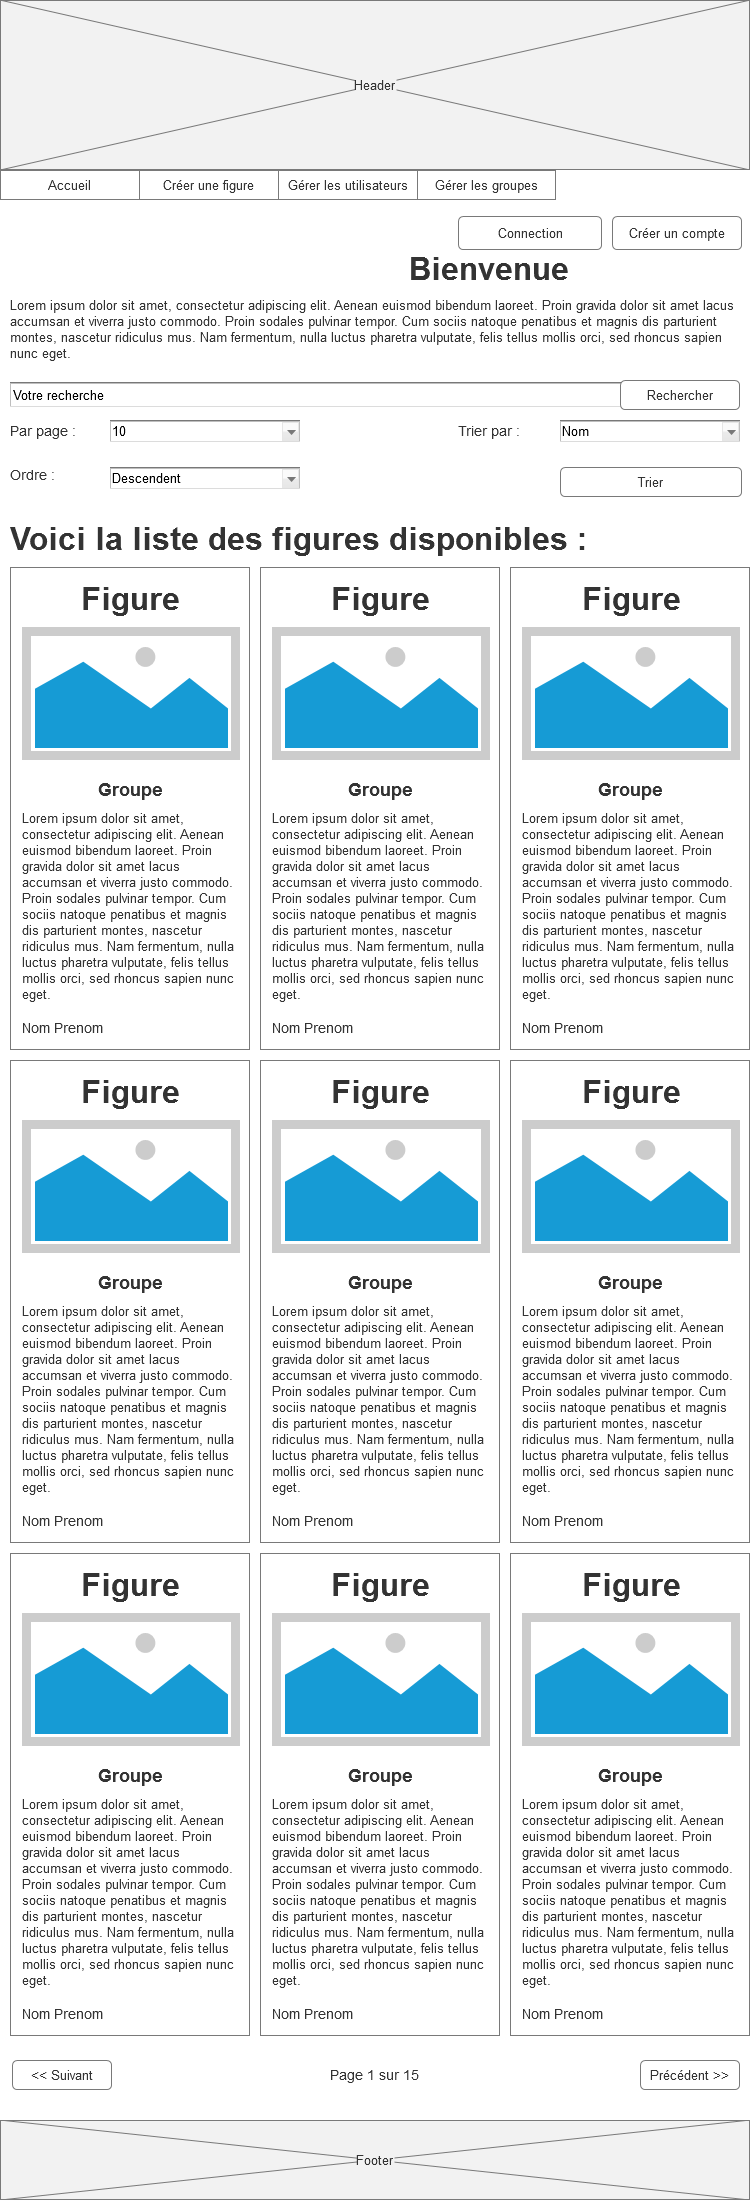 Header
Accueil Créer une figure Gérer les utilisateurs Gérer les groupes
Connection Créer un compte
Bienvenue
Lorem ipsum dolor sit amet, consectetur adipiscing elit. Aenean euismod bibendum laoreet. Proin gravida dolor sit amet lacus
accumsan et viverra justo commodo. Proin sodales pulvinar tempor. Cum sociis natoque penatibus et magnis dis parturient
montes, nascetur ridiculus mus. Nam fermentum, nulla luctus pharetra vulputate, felis tellus mollis orci, sed rhoncus sapien
nunc eget.
Votre recherche Rechercher
Par page : 10 Trier par : Nom
Ordre : Descendent Trier
Voici la liste des figures disponibles :
Figure Figure Figure
Groupe Groupe Groupe
Lorem ipsum dolor sit amet, Lorem ipsum dolor sit amet, Lorem ipsum dolor sit amet,
consectetur adipiscing elit. Aenean consectetur adipiscing elit. Aenean consectetur adipiscing elit. Aenean
euismod bibendum laoreet. Proin euismod bibendum laoreet. Proin euismod bibendum laoreet. Proin
gravida dolor sit amet lacus gravida dolor sit amet lacus gravida dolor sit amet lacus
accumsan et viverra justo commodo. accumsan et viverra justo commodo. accumsan et viverra justo commodo.
Proin sodales pulvinar tempor. Cum Proin sodales pulvinar tempor. Cum Proin sodales pulvinar tempor. Cum
sociis natoque penatibus et magnis sociis natoque penatibus et magnis sociis natoque penatibus et magnis
dis parturient montes, nascetur dis parturient montes, nascetur dis parturient montes, nascetur
ridiculus mus. Nam fermentum, nulla ridiculus mus. Nam fermentum, nulla ridiculus mus. Nam fermentum, nulla
luctus pharetra vulputate, felis tellus luctus pharetra vulputate, felis tellus luctus pharetra vulputate, felis tellus
mollis orci, sed rhoncus sapien nunc mollis orci, sed rhoncus sapien nunc mollis orci, sed rhoncus sapien nunc
eget. eget. eget.
Nom Prenom Nom Prenom Nom Prenom
Figure Figure Figure
Groupe Groupe Groupe
Lorem ipsum dolor sit amet, Lorem ipsum dolor sit amet, Lorem ipsum dolor sit amet,
consectetur adipiscing elit. Aenean consectetur adipiscing elit. Aenean consectetur adipiscing elit. Aenean
euismod bibendum laoreet. Proin euismod bibendum laoreet. Proin euismod bibendum laoreet. Proin
gravida dolor sit amet lacus gravida dolor sit amet lacus gravida dolor sit amet lacus
accumsan et viverra justo commodo. accumsan et viverra justo commodo. accumsan et viverra justo commodo.
Proin sodales pulvinar tempor. Cum Proin sodales pulvinar tempor. Cum Proin sodales pulvinar tempor. Cum
sociis natoque penatibus et magnis sociis natoque penatibus et magnis sociis natoque penatibus et magnis
dis parturient montes, nascetur dis parturient montes, nascetur dis parturient montes, nascetur
ridiculus mus. Nam fermentum, nulla ridiculus mus. Nam fermentum, nulla ridiculus mus. Nam fermentum, nulla
luctus pharetra vulputate, felis tellus luctus pharetra vulputate, felis tellus luctus pharetra vulputate, felis tellus
mollis orci, sed rhoncus sapien nunc mollis orci, sed rhoncus sapien nunc mollis orci, sed rhoncus sapien nunc
eget. eget. eget.
Nom Prenom Nom Prenom Nom Prenom
Figure Figure Figure
Groupe Groupe Groupe
Lorem ipsum dolor sit amet, Lorem ipsum dolor sit amet, Lorem ipsum dolor sit amet,
consectetur adipiscing elit. Aenean consectetur adipiscing elit. Aenean consectetur adipiscing elit. Aenean
euismod bibendum laoreet. Proin euismod bibendum laoreet. Proin euismod bibendum laoreet. Proin
gravida dolor sit amet lacus gravida dolor sit amet lacus gravida dolor sit amet lacus
accumsan et viverra justo commodo. accumsan et viverra justo commodo. accumsan et viverra justo commodo.
Proin sodales pulvinar tempor. Cum Proin sodales pulvinar tempor. Cum Proin sodales pulvinar tempor. Cum
sociis natoque penatibus et magnis sociis natoque penatibus et magnis sociis natoque penatibus et magnis
dis parturient montes, nascetur dis parturient montes, nascetur dis parturient montes, nascetur
ridiculus mus. Nam fermentum, nulla ridiculus mus. Nam fermentum, nulla ridiculus mus. Nam fermentum, nulla
luctus pharetra vulputate, felis tellus luctus pharetra vulputate, felis tellus luctus pharetra vulputate, felis tellus
mollis orci, sed rhoncus sapien nunc mollis orci, sed rhoncus sapien nunc mollis orci, sed rhoncus sapien nunc
eget. eget. eget.
Nom Prenom Nom Prenom Nom Prenom
<< Suivant Page 1 sur 15 Précédent >>
Footer